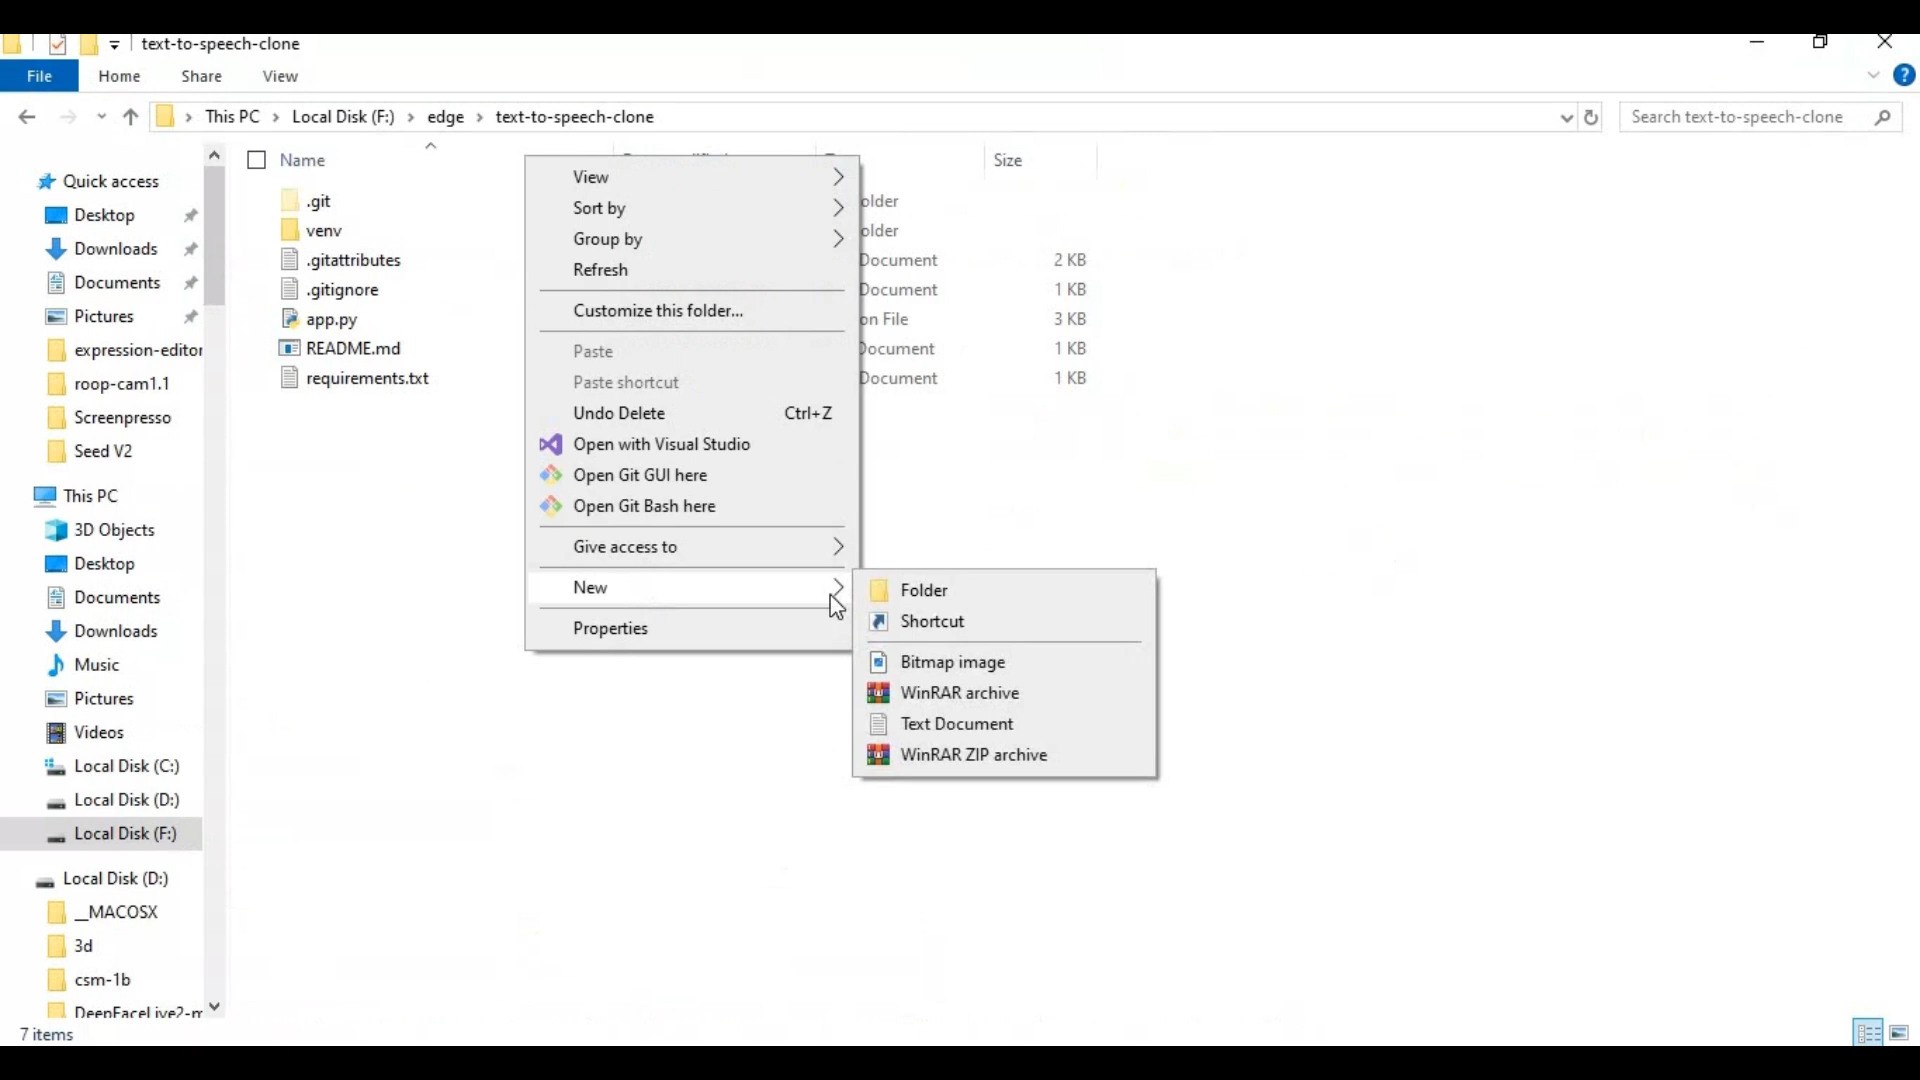 text-to-speech-clone
File Home Share View
This PC Local Disk (F:) edge text-to-speech-clone
Search text-to-speech-clone
Name Size
Quick access
Desktop
Downloads
Documents
Pictures
expression-editor
roop-cam1.1
Screenpresso
Seed V2
This PC
3D Objects
Desktop
Documents
Downloads
Music
Pictures
Videos
Local Disk (C:)
Local Disk (D:)
Local Disk (F:)
Local Disk (D:)
__MACOSX
3d
csm-1b
.git older
venv older
.gitattributes Document 2 KB
.gitignore Document 1 KB
app.py on File 3 KB
README.md Document 1 KB
requirements.txt Document 1 KB
View
Sort by
Group by
Refresh
Customize this folder...
Paste
Paste shortcut
Undo Delete Ctrl+Z
Open with Visual Studio
Open Git GUI here
Open Git Bash here
Give access to
New
Properties
Folder
Shortcut
Bitmap image
WinRAR archive
Text Document
WinRAR ZIP archive
7 items